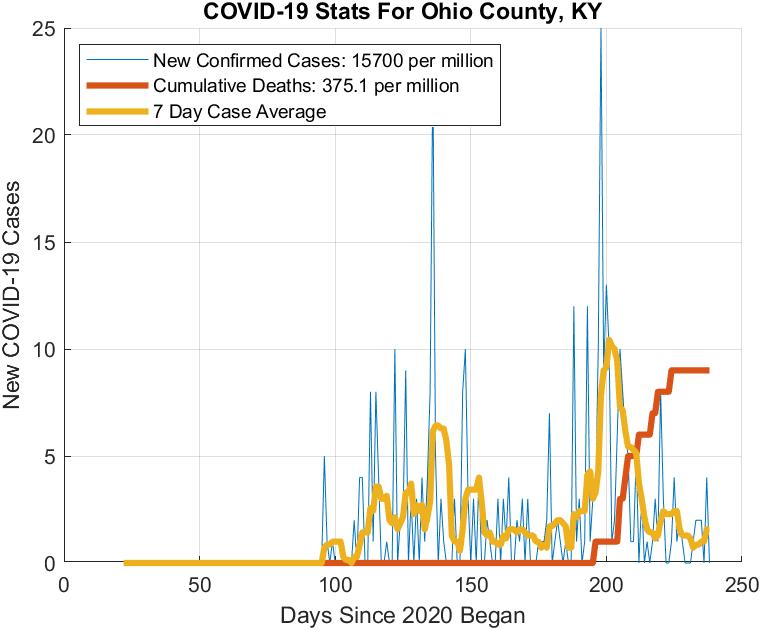 COVID-19 Stats For Ohio County, KY
25
New Confirmed Cases: 15700 per million
Cumulative Deaths: 375.1 per million
7 Day Case Average
20
15
10
5
0
New COVID-19 Cases
0 50 100 150 200 250
Days Since 2020 Began